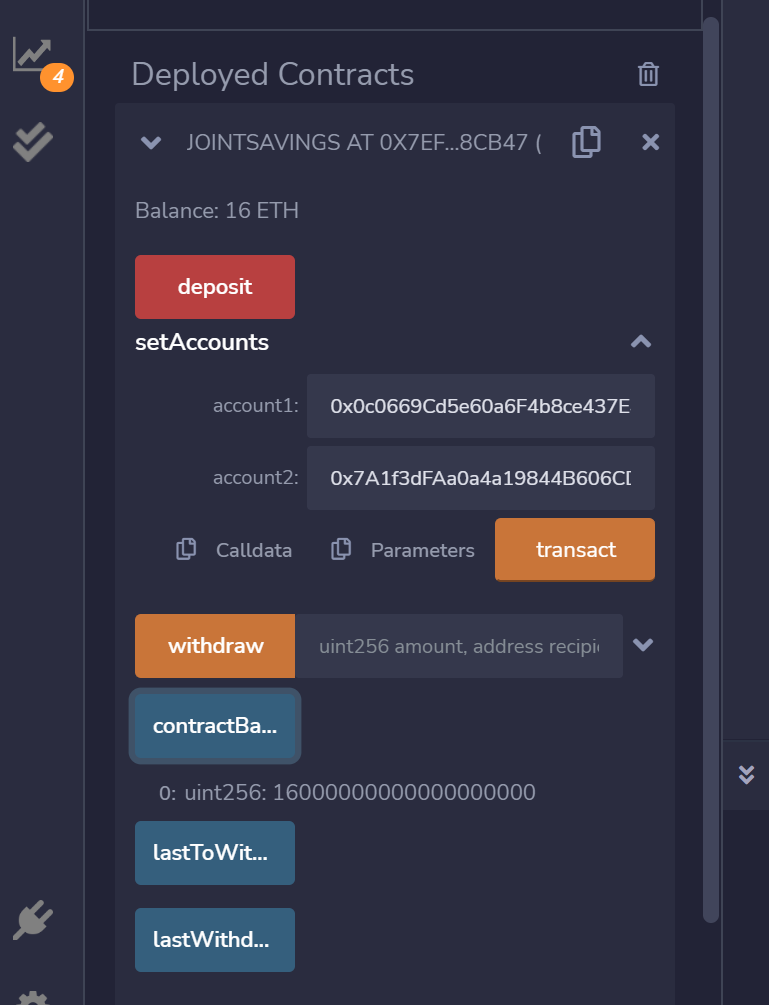 4
Deployed Contracts
JOINTSAVINGS AT 0X7EF...8CB47 (
Balance: 16 ETH
deposit
setAccounts
account1: 0x0c0669Cd5e60a6F4b8ce437E
account2: 0x7A1f3dFAa0a4a19844B606CD
Calldata Parameters transact
withdraw uint256 amount, address recipi
contractBa...
0: uint256: 16000000000000000000
lastToWit...
lastWithd...